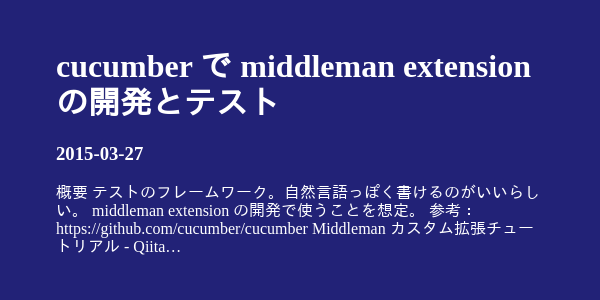 cucumber で middleman extension
の開発とテスト
2015-03-27
概要 テストのフレームワーク。自然言語っぽく書けるのがいいらし
い。 middleman extension の開発で使うことを想定。 参考：
https://github.com/cucumber/cucumber Middleman カスタム拡張チュー
トリアル - Qiita…